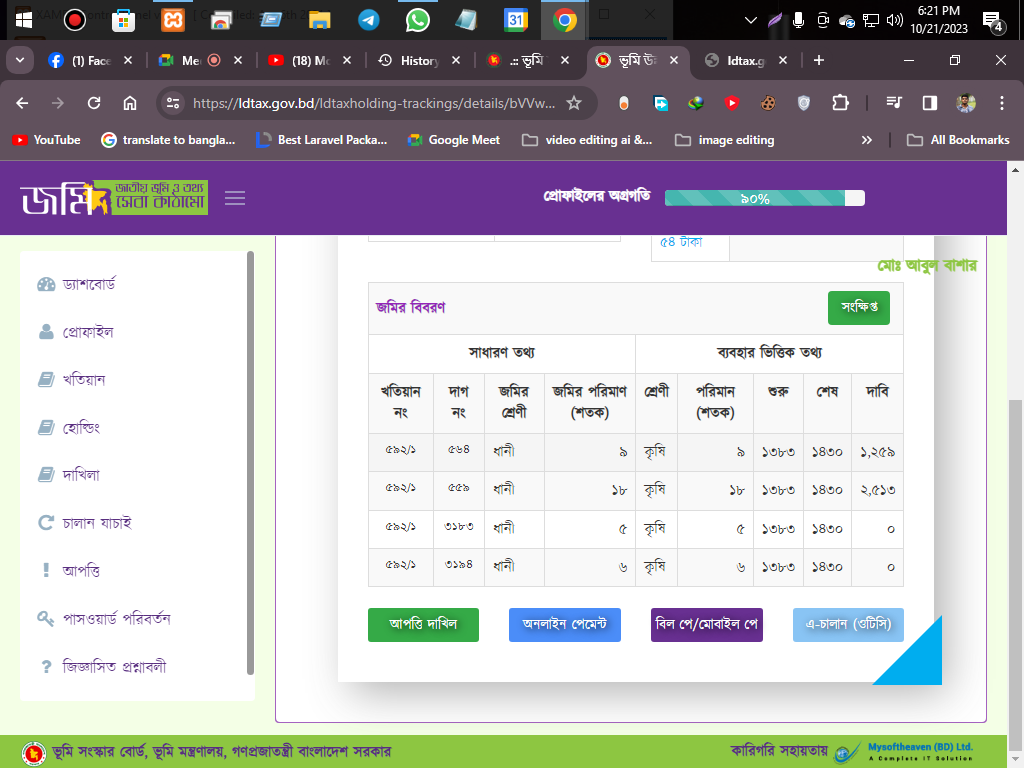 6:21 PM
10/21/2023
4
31
(1) Face
Me
(18) M
History
.:: ভূমি
ভূমি উ
ldtax.g
https://ldtax.gov.bd/ldtaxholding-trackings/details/bVVw...
YouTube
translate to bangla...
Best Laravel Packa...
Google Meet
video editing ai &...
image editing
All Bookmarks
জমি
জাতীয় ভূমি ও তথ্য
সেবা কাঠামো
প্রোফাইলের অগ্রগতি
৯০%
মোঃ আবুল বাশার
ড্যাশবোর্ড
প্রোফাইল
খতিয়ান
হোল্ডিং
দাখিলা
চালান যাচাই
আপত্তি
পাসওয়ার্ড পরিবর্তন
জিজ্ঞাসিত প্রশ্নাবলী
৫৪ টাকা
জমির বিবরণ
সংক্ষিপ্ত
সাধারণ তথ্য ব্যবহার ভিত্তিক তথ্য
খতিয়ান নং দাগ নং জমির শ্রেণী জমির পরিমাণ (শতক) শ্রেণী পরিমান (শতক) শুরু শেষ দাবি
৫৯২/১ ৫৬৪ ধানী ৯ কৃষি ৯ ১৩৮৩ ১৪৩০ ১,২৫৯
৫৯২/১ ৫৫৯ ধানী ১৮ কৃষি ১৮ ১৩৮৩ ১৪৩০ ২,৫১৩
৫৯২/১ ৩১৮৩ ধানী ৫ কৃষি ৫ ১৩৮৩ ১৪৩০ ০
৫৯২/১ ৩১৯৪ ধানী ৬ কৃষি ৬ ১৩৮৩ ১৪৩০ ০
আপত্তি দাখিল
অনলাইন পেমেন্ট
বিল পে/মোবাইল পে
এ-চালান (ওটিসি)
ভূমি সংস্কার বোর্ড, ভূমি মন্ত্রণালয়, গণপ্রজাতন্ত্রী বাংলাদেশ সরকার
কারিগরি সহায়তায়
Mysoftheaven (BD) Ltd.
A Complete IT Solution